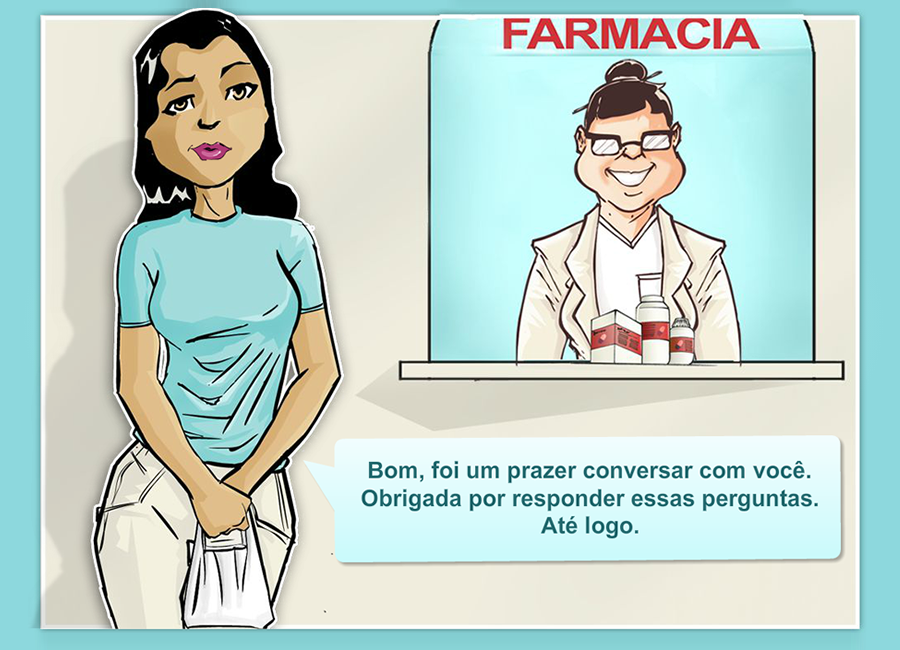 FARMACIA
Bom, foi um prazer conversar com você.
Obrigada por responder essas perguntas.
Até logo.